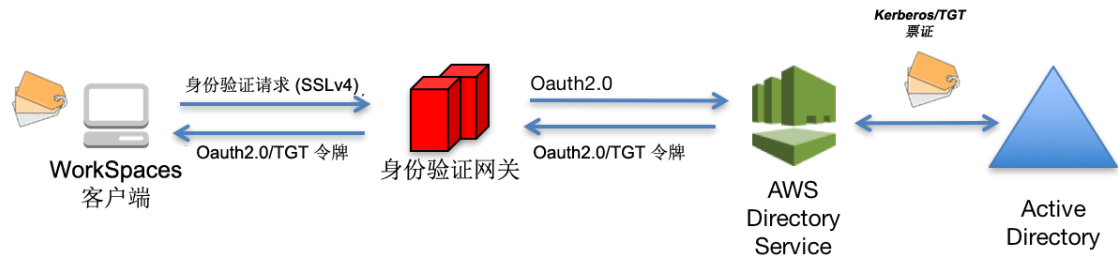 Kerberos/TGT
票证
身份验证请求 (SSLv4)
Oauth2.0
Oauth2.0/TGT 令牌
Oauth2.0/TGT 令牌
WorkSpaces
客户端
身份验证网关
AWS
Directory
Service
Active
Directory